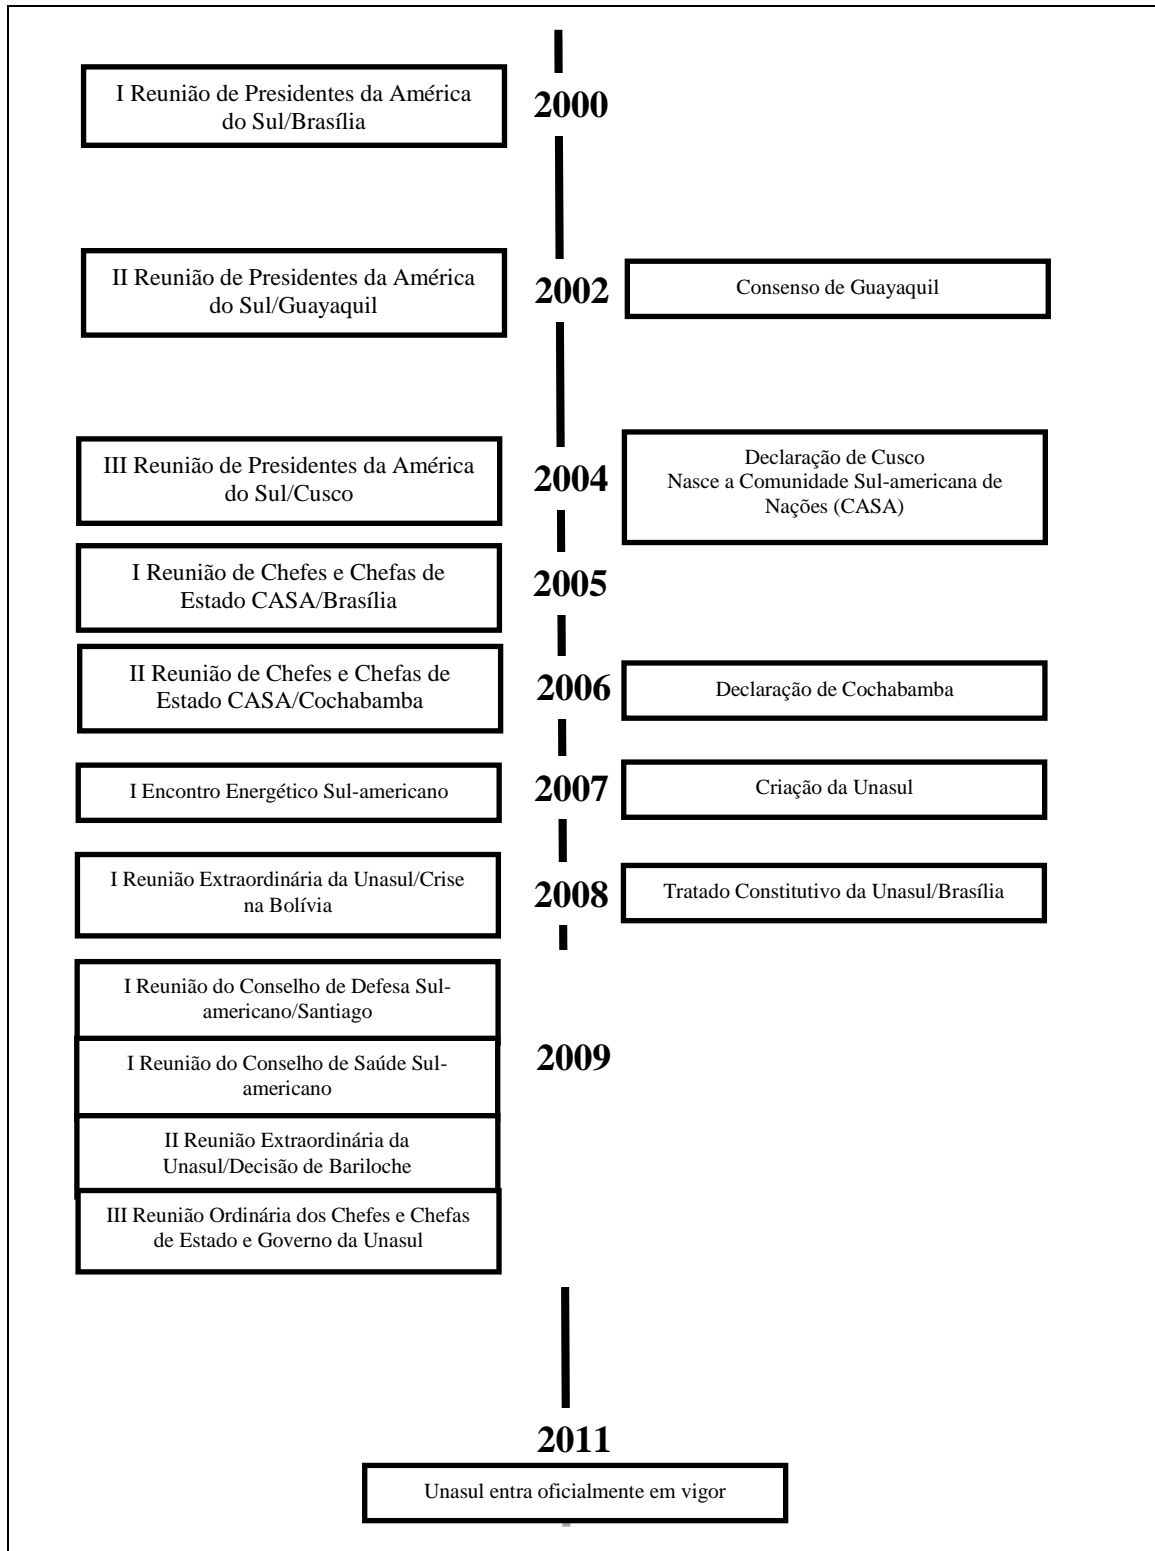 I Reunião de Presidentes da América
do Sul/Brasília
2000
II Reunião de Presidentes da América
do Sul/Guayaquil
2002
Consenso de Guayaquil
III Reunião de Presidentes da América
do Sul/Cusco
2004
Declaração de Cusco
Nasce a Comunidade Sul-americana de
Nações (CASA)
I Reunião de Chefes e Chefas de
Estado CASA/Brasília
2005
II Reunião de Chefes e Chefas de
Estado CASA/Cochabamba
2006
Declaração de Cochabamba
I Encontro Energético Sul-americano
2007
Criação da Unasul
I Reunião Extraordinária da Unasul/Crise
na Bolívia
2008
Tratado Constitutivo da Unasul/Brasília
I Reunião do Conselho de Defesa Sul-
americano/Santiago
I Reunião do Conselho de Saúde Sul-
americano
2009
II Reunião Extraordinária da
Unasul/Decisão de Bariloche
III Reunião Ordinária dos Chefes e Chefas
de Estado e Governo da Unasul
2011
Unasul entra oficialmente em vigor